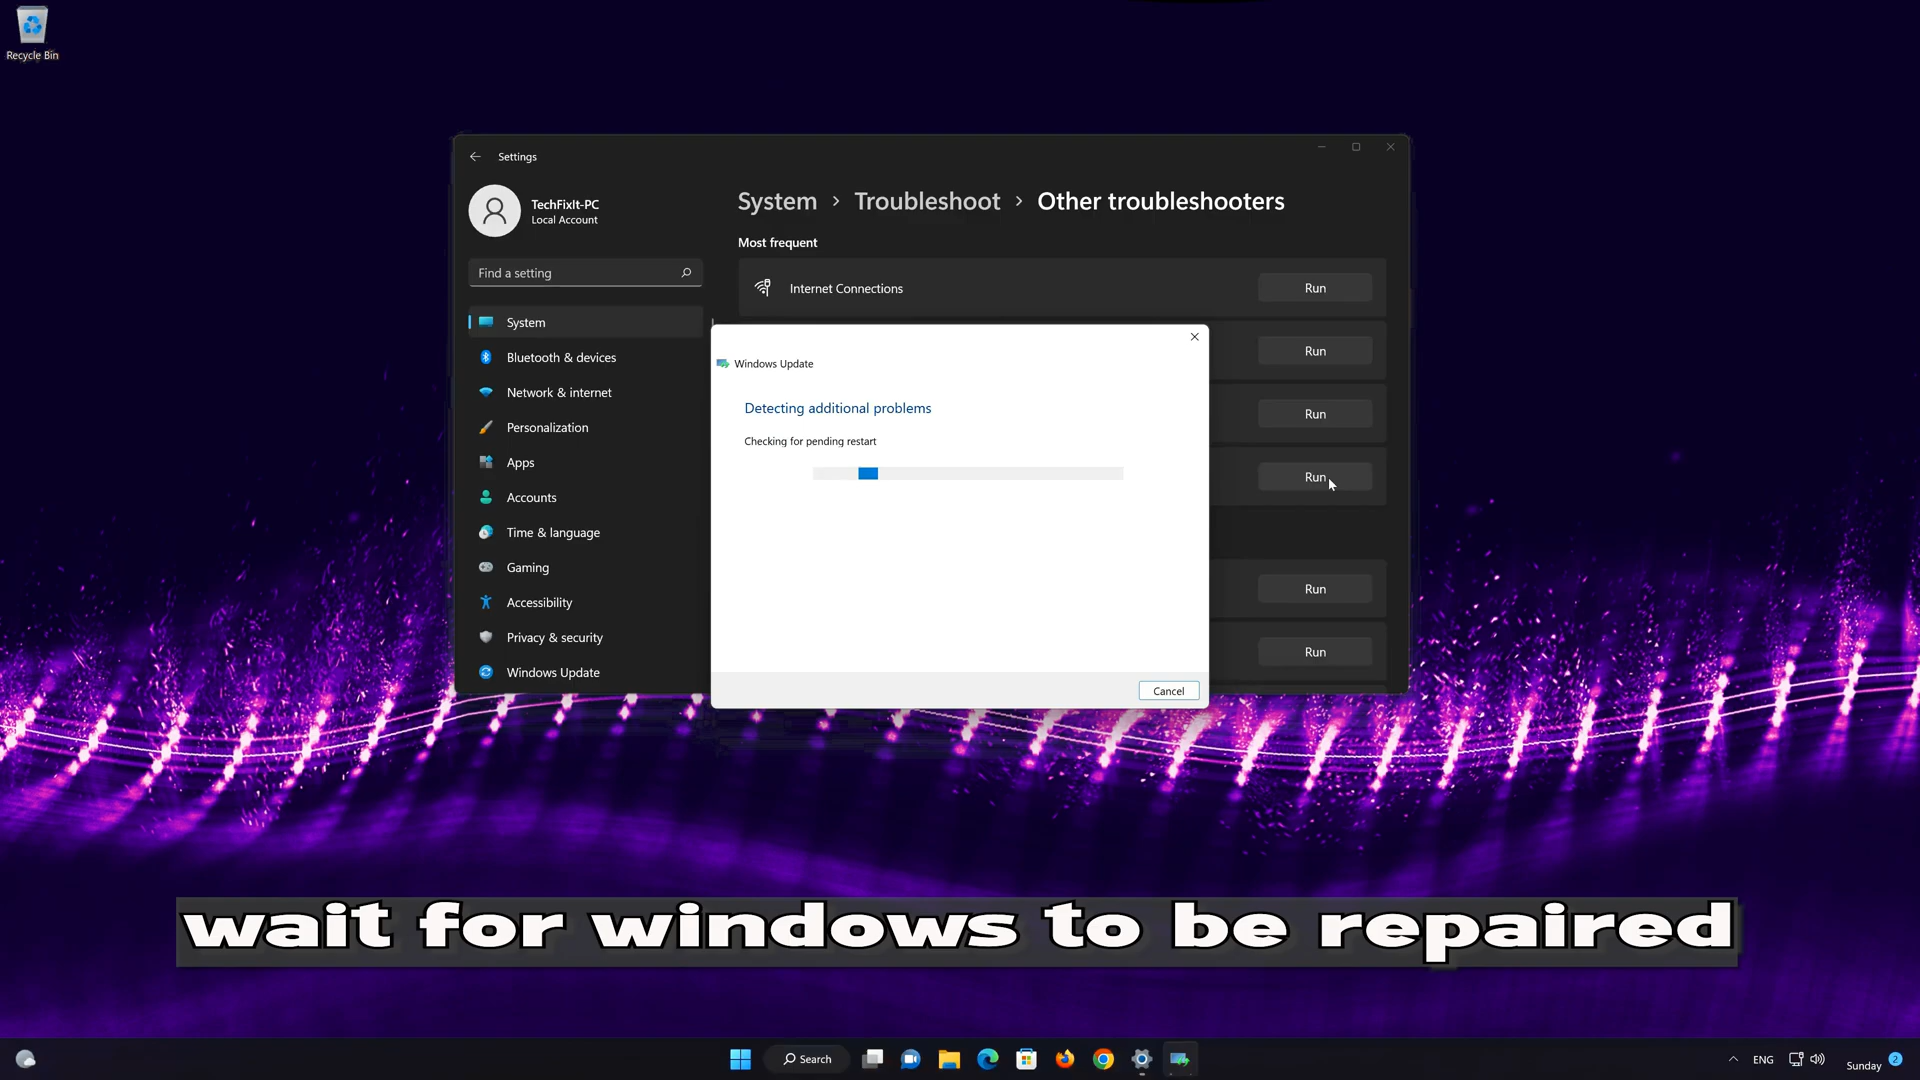 Recycle Bin
Settings
TechFixIt-PC
Local Account
Find a setting
System
Bluetooth & devices
Network & internet
Personalization
Apps
Accounts
Time & language
Gaming
Accessibility
Privacy & security
Windows Update
System > Troubleshoot > Other troubleshooters
Most frequent
Internet Connections
Run
Run
Run
Run
Run
Run
Windows Update
Detecting additional problems
Checking for pending restart
Cancel
wait for windows to be repaired
Search
ENG
Sunday
2